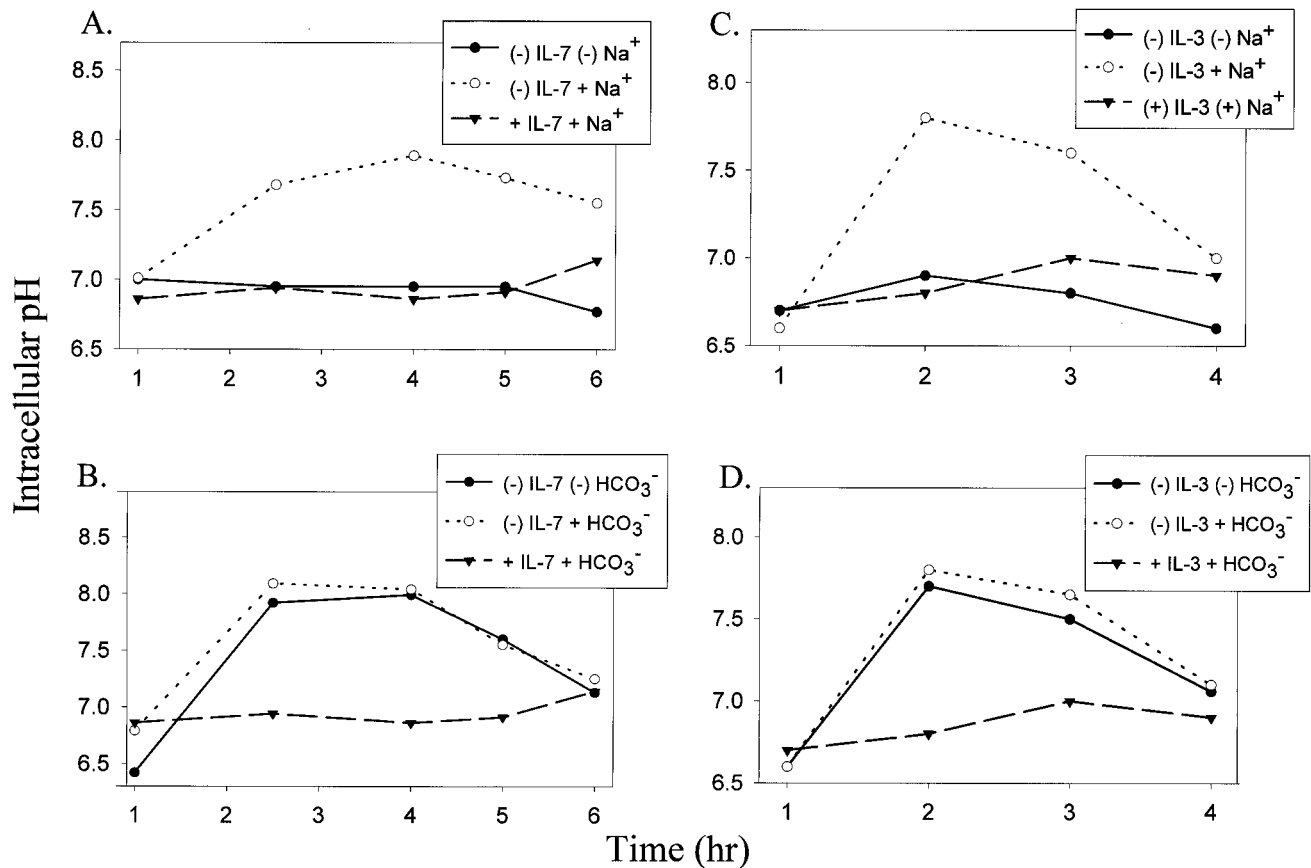 A.
(-) IL-7 (-) Na⁺
(-) IL-7 + Na⁺
+ IL-7 + Na⁺
8.5
8.0
7.5
7.0
6.5
1 2 3 4 5 6
C.
(-) IL-3 (-) Na⁺
(-) IL-3 + Na⁺
(+) IL-3 (+) Na⁺
8.0
7.5
7.0
6.5
1 2 3 4
Intracellular pH
B.
(-) IL-7 (-) HCO₃⁻
(-) IL-7 + HCO₃⁻
+ IL-7 + HCO₃⁻
8.5
8.0
7.5
7.0
6.5
1 2 3 4 5 6
D.
(-) IL-3 (-) HCO₃⁻
(-) IL-3 + HCO₃⁻
+ IL-3 + HCO₃⁻
8.0
7.5
7.0
6.5
1 2 3 4
Time (hr)